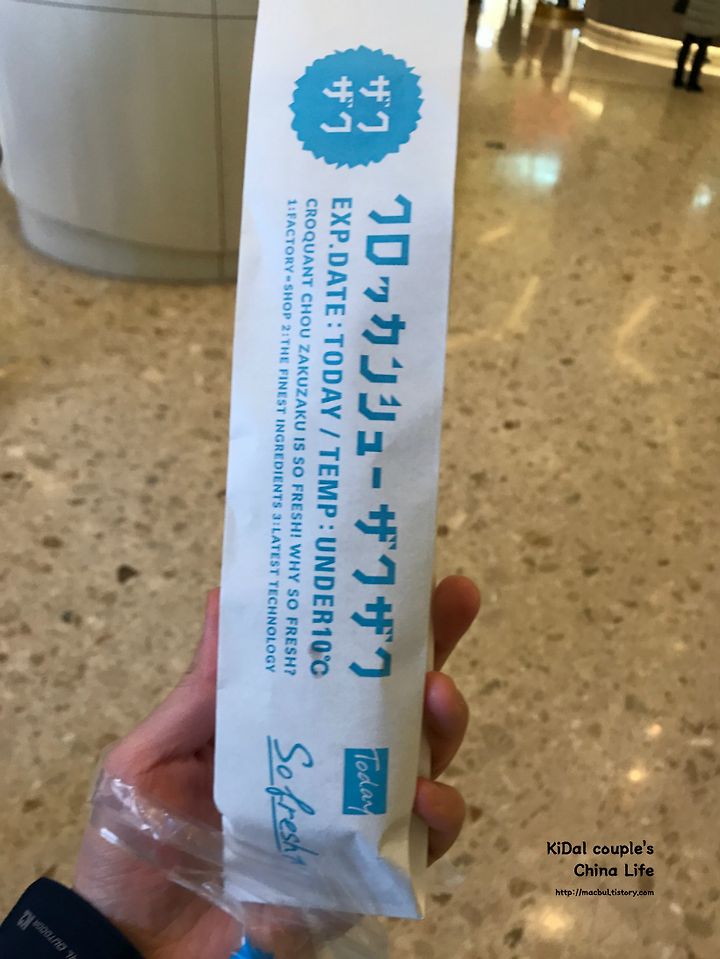 ザク
ザク
クロッカンシューザクザク
EXP.DATE:TODAY / TEMP:UNDER10℃
CROQUANT CHOU ZAKUZAKU IS SO FRESH! WHY SO FRESH?
1:FACTORY=SHOP 2:THE FINEST INGREDIENTS 3:LATEST TECHNOLOGY
Today
So fresh!
KiDal couple's
China Life
http://macbul.tistory.com